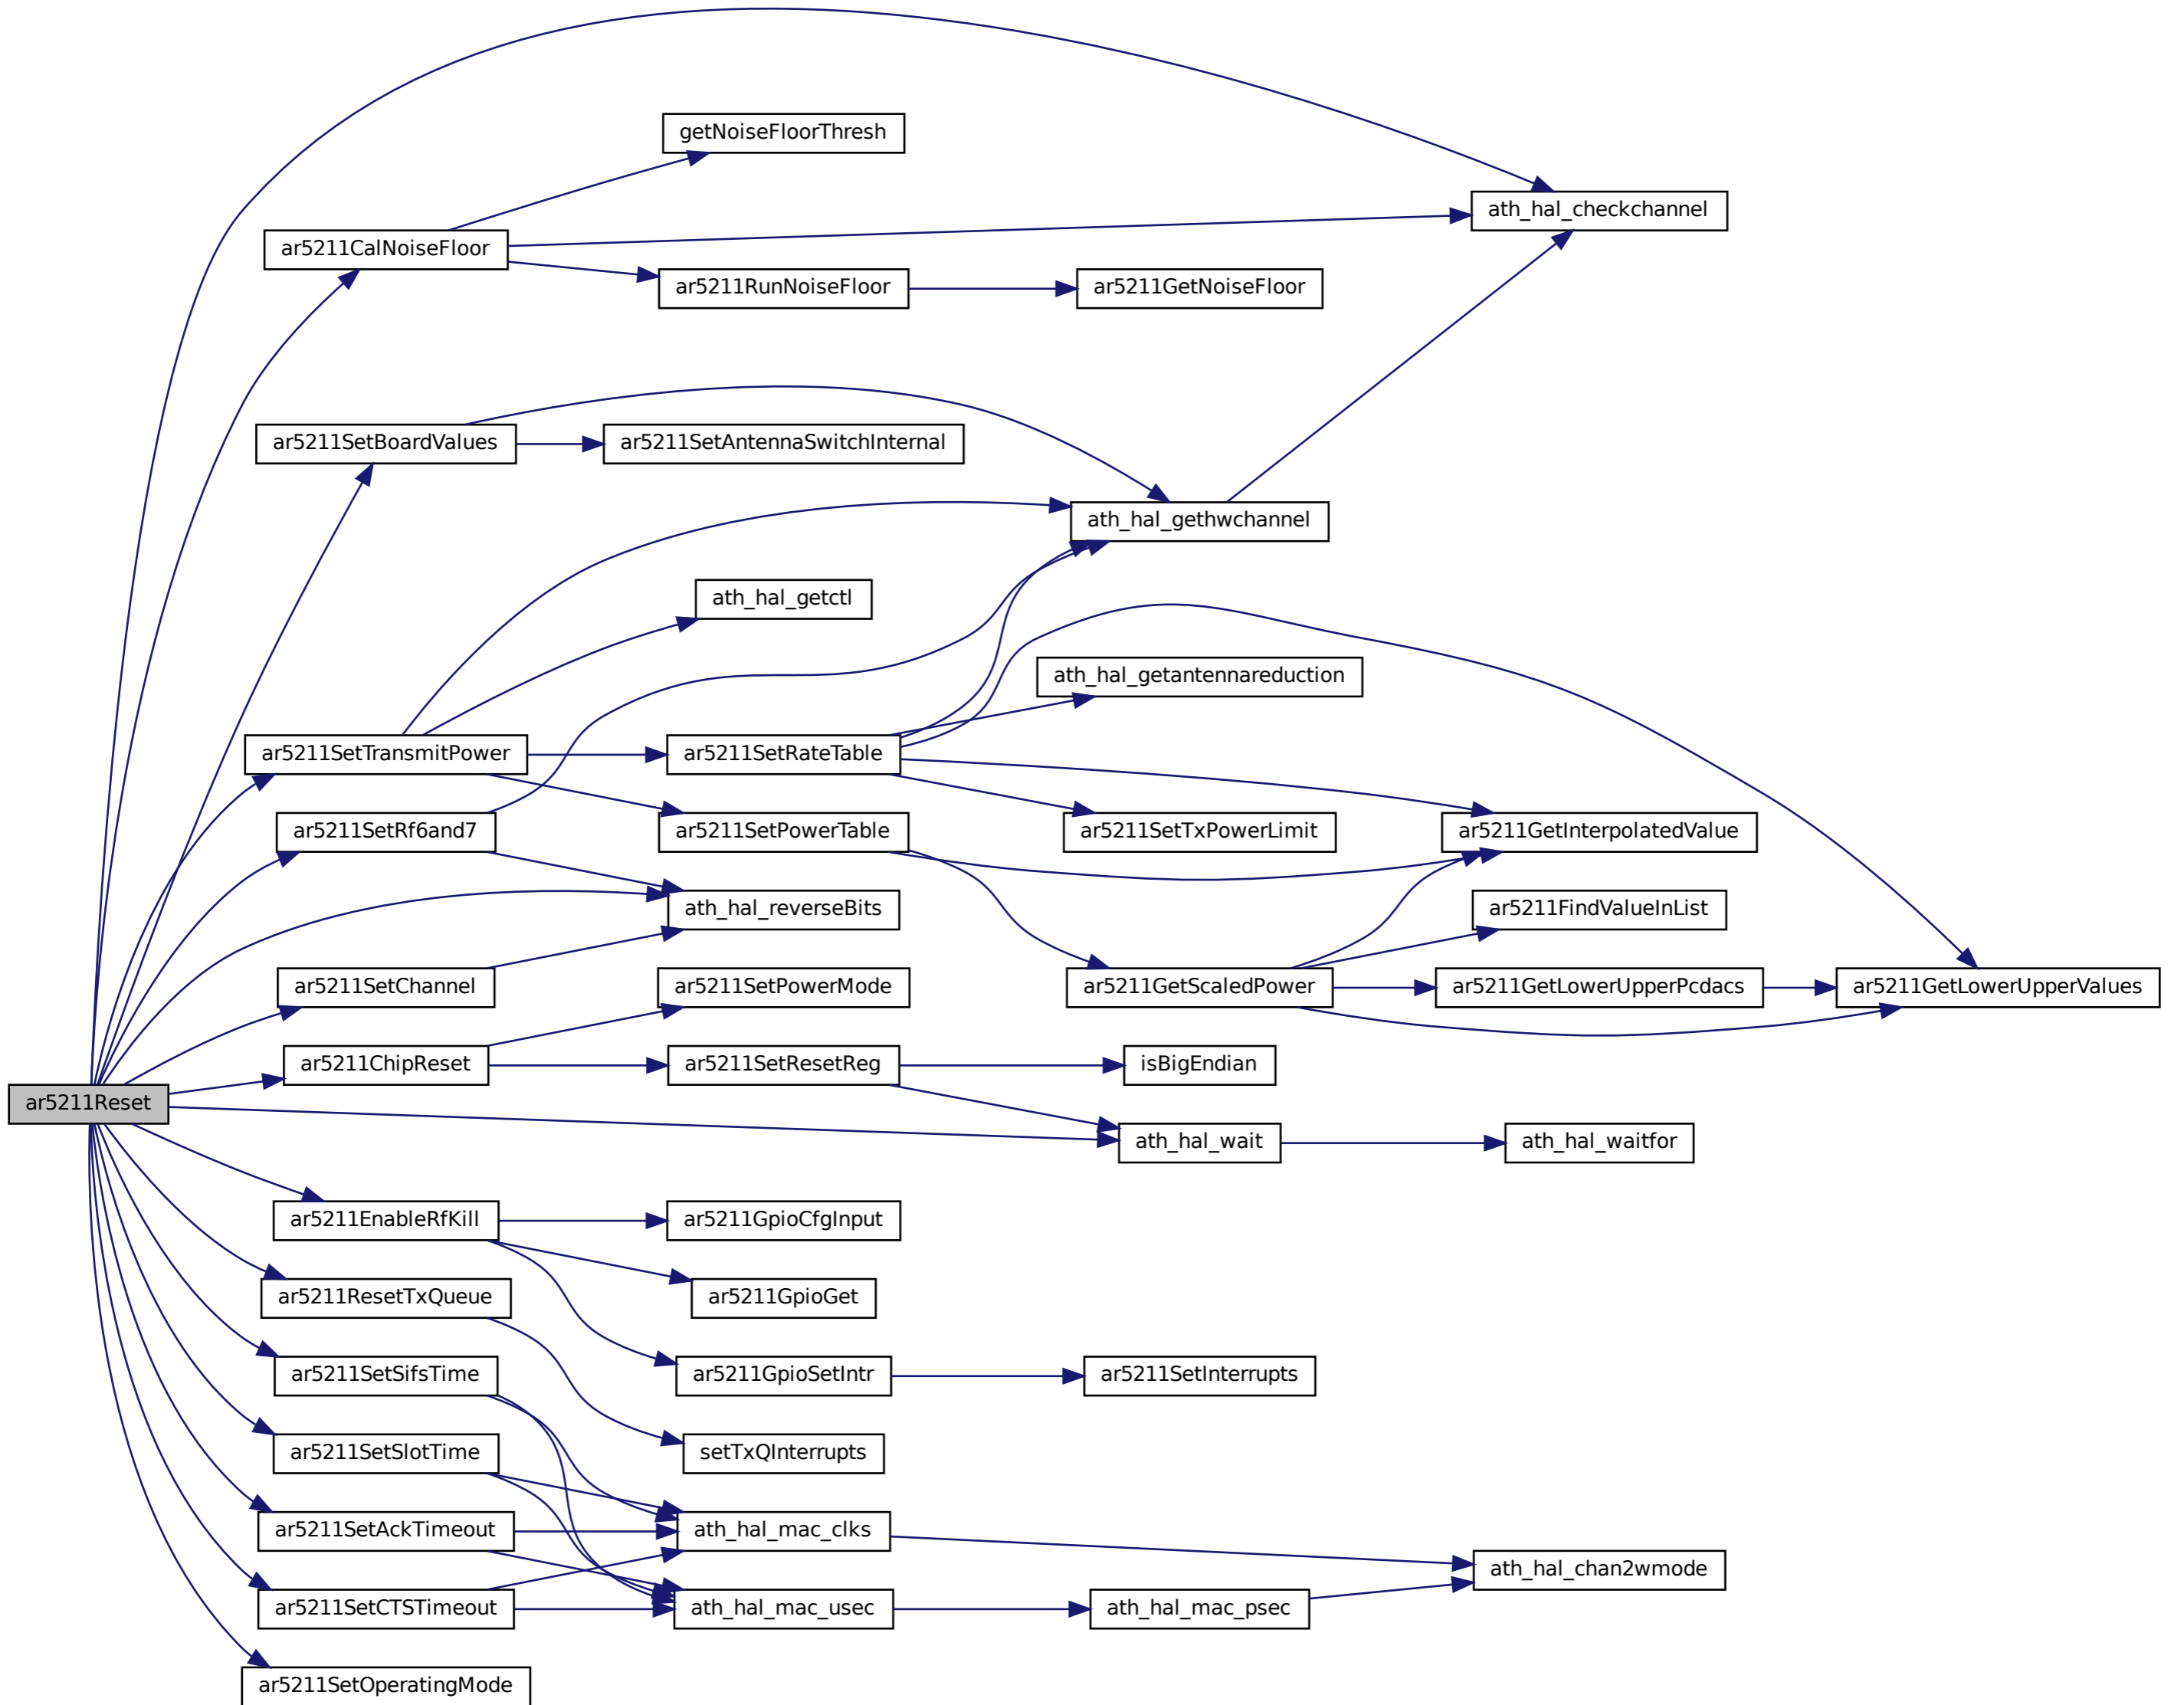 getNoiseFloorThresh
ath_hal_checkchannel
ar5211CalNoiseFloor
ar5211RunNoiseFloor
ar5211GetNoiseFloor
ar5211SetBoardValues
ar5211SetAntennaSwitchInternal
ath_hal_gethwchannel
ath_hal_getctl
ath_hal_getantennareduction
ar5211SetTransmitPower
ar5211SetRateTable
ar5211SetRf6and7
ar5211SetPowerTable
ar5211SetTxPowerLimit
ar5211GetInterpolatedValue
ath_hal_reverseBits
ar5211FindValueInList
ar5211SetChannel
ar5211SetPowerMode
ar5211GetScaledPower
ar5211GetLowerUpperPcdacs
ar5211GetLowerUpperValues
ar5211ChipReset
ar5211SetResetReg
isBigEndian
ar5211Reset
ath_hal_wait
ath_hal_waitfor
ar5211EnableRfKill
ar5211GpioCfgInput
ar5211ResetTxQueue
ar5211GpioGet
ar5211SetSifsTime
ar5211GpioSetIntr
ar5211SetInterrupts
ar5211SetSlotTime
setTxQInterrupts
ar5211SetAckTimeout
ath_hal_mac_clks
ath_hal_chan2wmode
ar5211SetCTSTimeout
ath_hal_mac_usec
ath_hal_mac_psec
ar5211SetOperatingMode